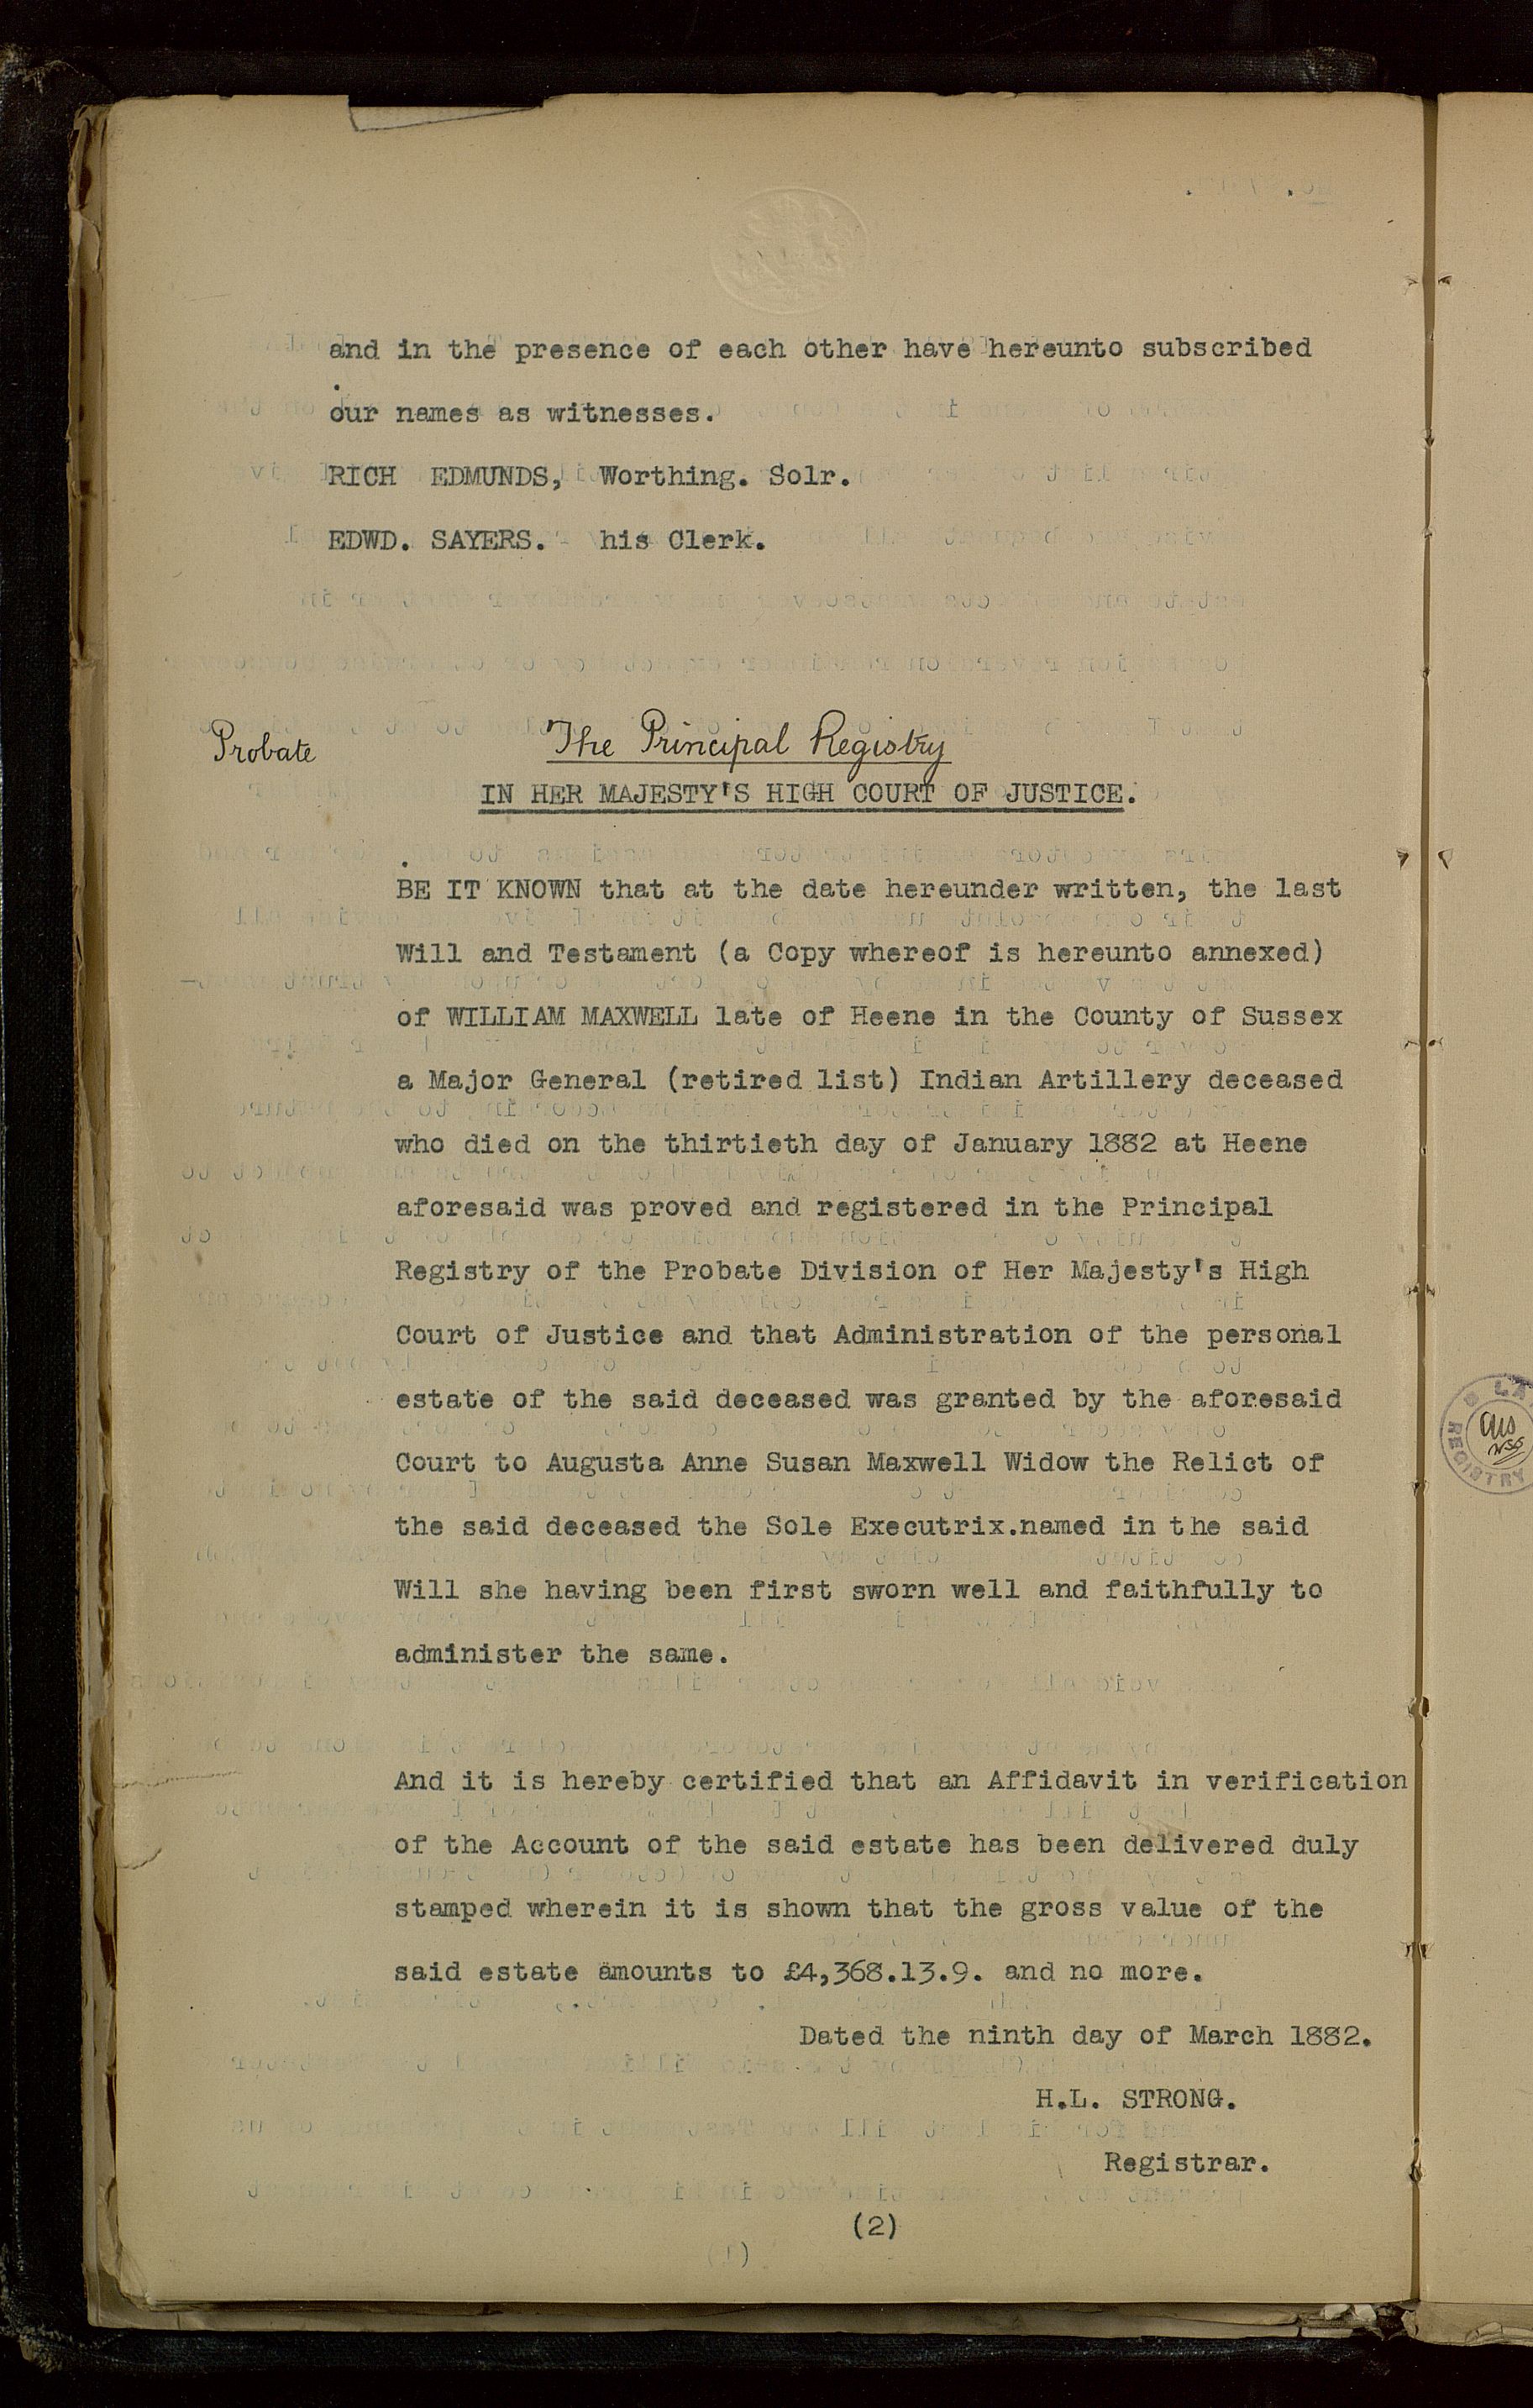 and in the presence of each other have hereunto subscribed
our names as witnesses.
RICH EDMUNDS, Worthing. Solr.
EDWD. SAYERS. his Clerk.
Probate
The Principal Registry
IN HER MAJESTY'S HIGH COURT OF JUSTICE.
BE IT KNOWN that at the date hereunder written, the last
Will and Testament (a Copy whereof is hereunto annexed)
of WILLIAM MAXWELL late of Heene in the County of Sussex
a Major General (retired list) Indian Artillery deceased
who died on the thirtieth day of January 1882 at Heene
aforesaid was proved and registered in the Principal
Registry of the Probate Division of Her Majesty's High
Court of Justice and that Administration of the personal
estate of the said deceased was granted by the aforesaid
Court to Augusta Anne Susan Maxwell Widow the Relict of
the said deceased the Sole Executrix.named in the said
Will she having been first sworn well and faithfully to
administer the same.
And it is hereby certified that an Affidavit in verification
of the Account of the said estate has been delivered duly
stamped wherein it is shown that the gross value of the
said estate amounts to £4,368.13.9. and no more.
Dated the ninth day of March 1882.
H.L. STRONG.
Registrar.
(2)
REGISTRY